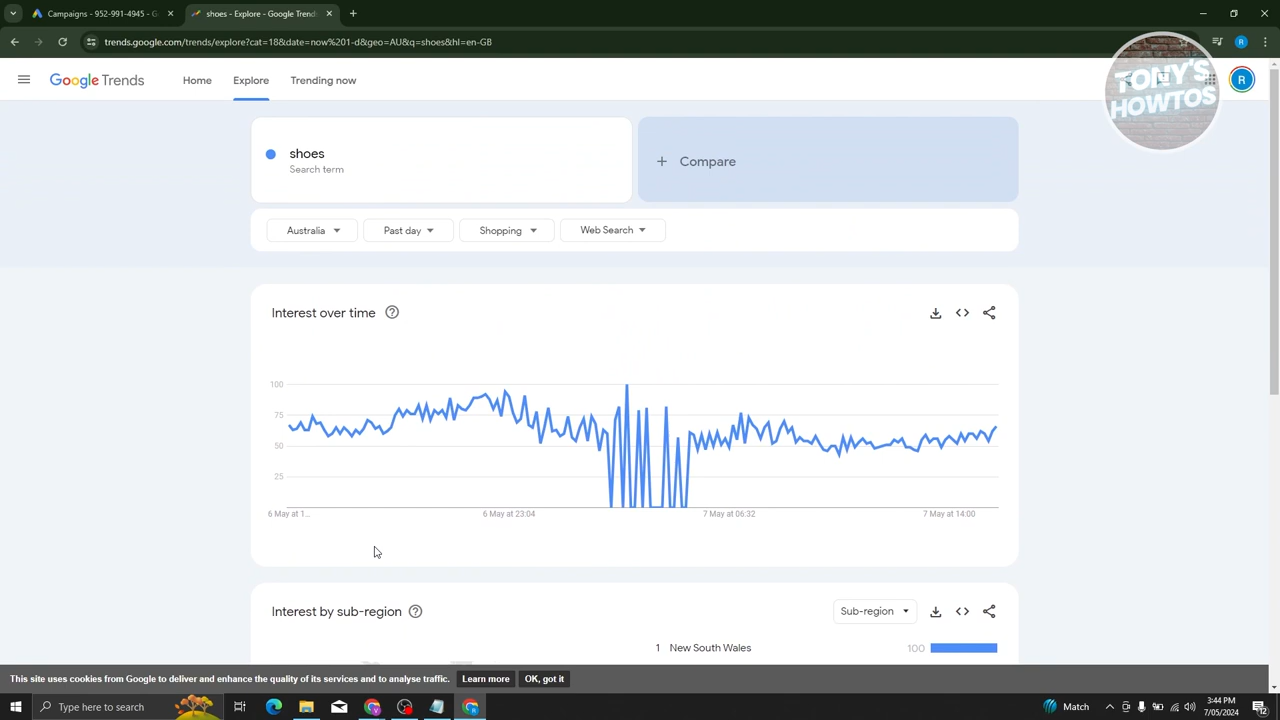 Campaigns - 952-991-4945 - G
shoes - Explore - Google Trends
trends.google.com/trends/explore?cat=18&date=now%201-d&geo=AU&q=shoes&hl=en-GB
R
Google Trends
Home
Explore
Trending now
TONY'S
HOWTOS
R
shoes
Search term
+ Compare
Australia
Past day
Shopping
Web Search
Interest over time
100
75
50
25
6 May at 1...
6 May at 23:04
7 May at 06:32
7 May at 14:00
Interest by sub-region
Sub-region
1 New South Wales 100
This site uses cookies from Google to deliver and enhance the quality of its services and to analyse traffic.
Learn more
OK, got it
Type here to search
Match
3:44 PM
7/05/2024
12